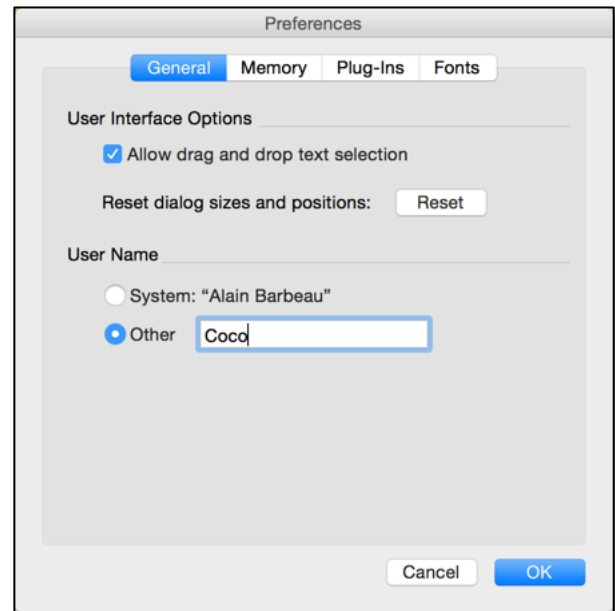 Preferences
General Memory Plug-Ins Fonts
User Interface Options
Allow drag and drop text selection
Reset dialog sizes and positions: Reset
User Name
System: “Alain Barbeau”
Other Coco
Cancel OK